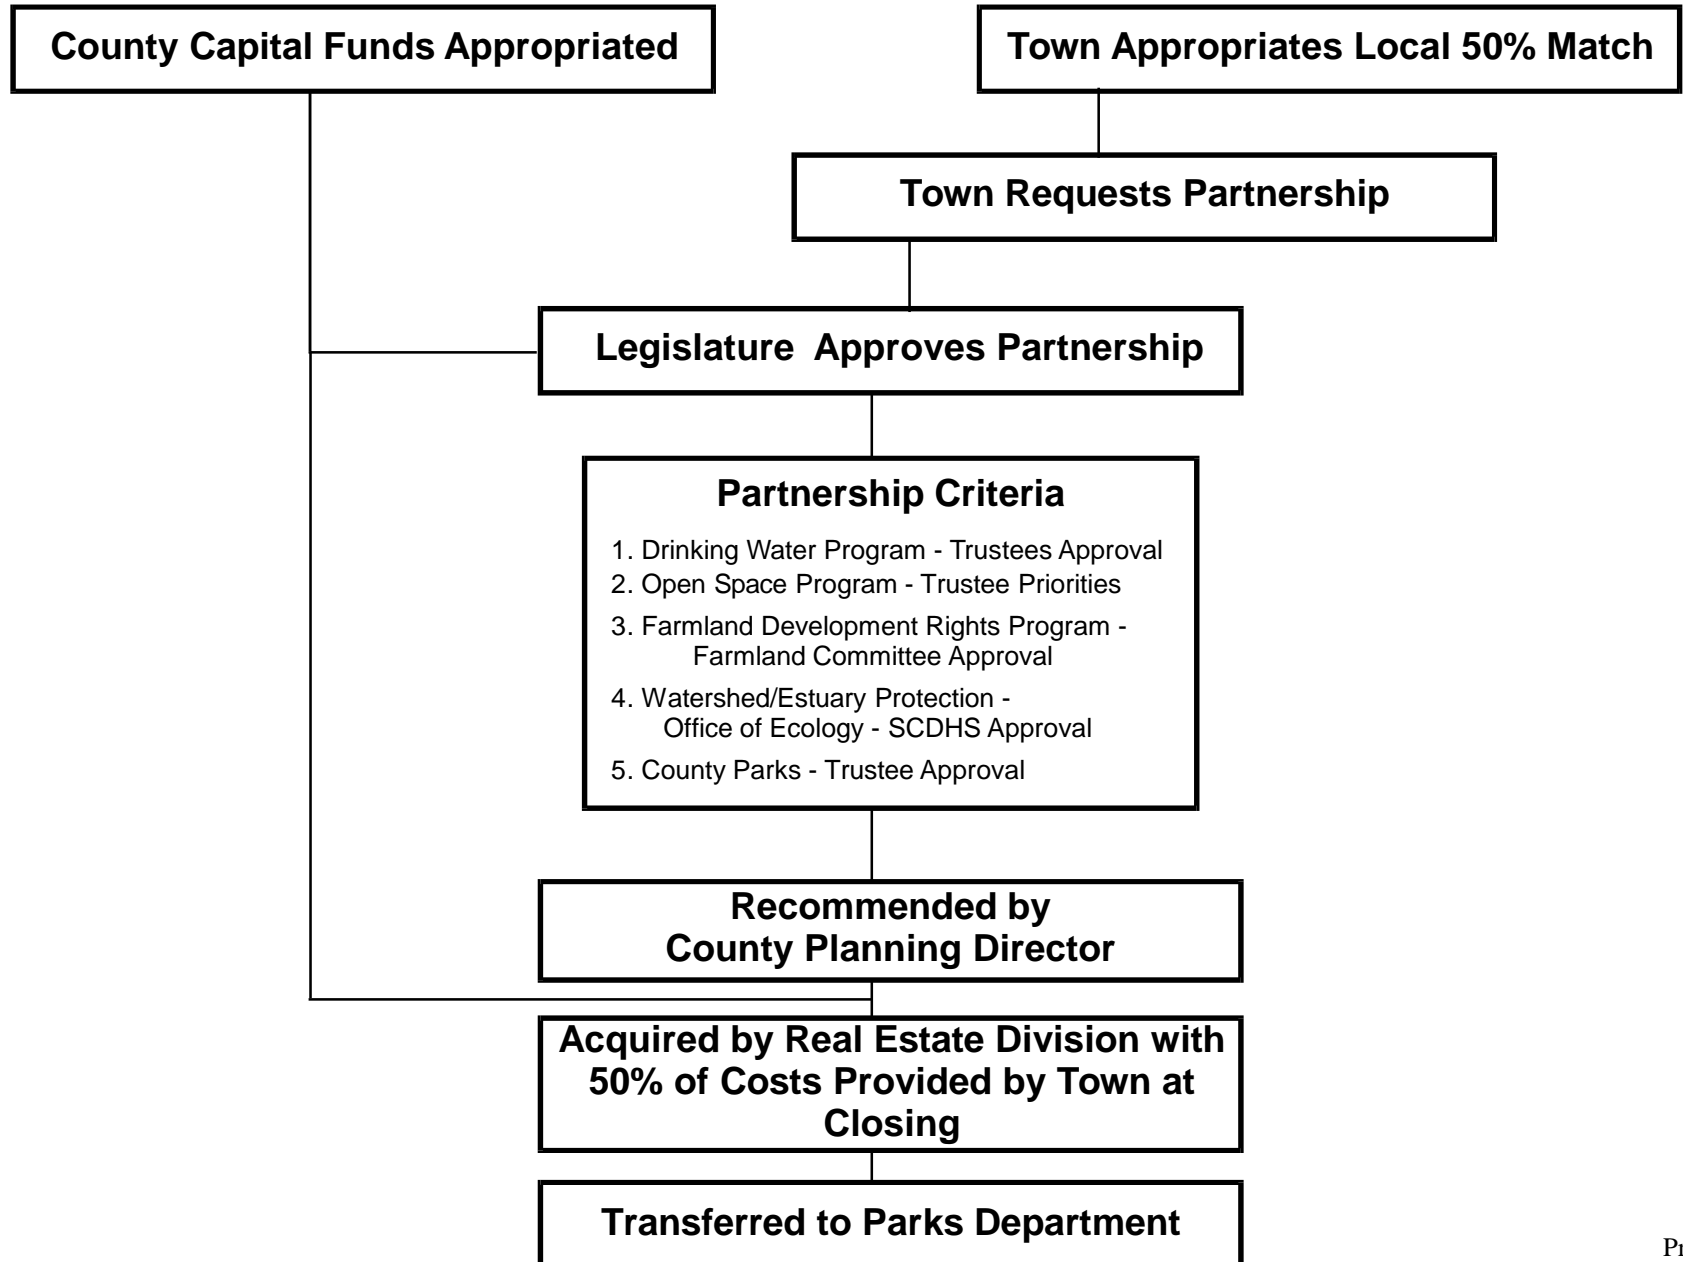 County Capital Funds Appropriated
Town Appropriates Local 50% Match
Town Requests Partnership
Legislature Approves Partnership
Partnership Criteria
1. Drinking Water Program - Trustees Approval
2. Open Space Program - Trustee Priorities
3. Farmland Development Rights Program -
Farmland Committee Approval
4. Watershed/Estuary Protection -
Office of Ecology - SCDHS Approval
5. County Parks - Trustee Approval
Recommended by
County Planning Director
Acquired by Real Estate Division with
50% of Costs Provided by Town at
Closing
Transferred to Parks Department